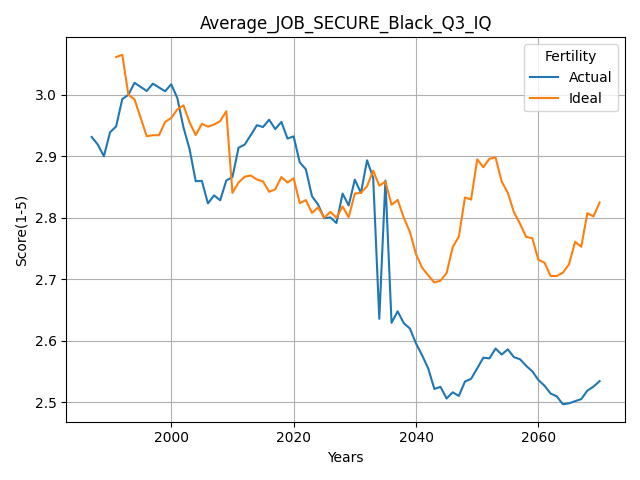 Average_JOB_SECURE_Black_Q3_IQ
Fertility
Actual
Ideal
Score(1-5)
3.0
2.9
2.8
2.7
2.6
2.5
2000
2020
2040
2060
Years